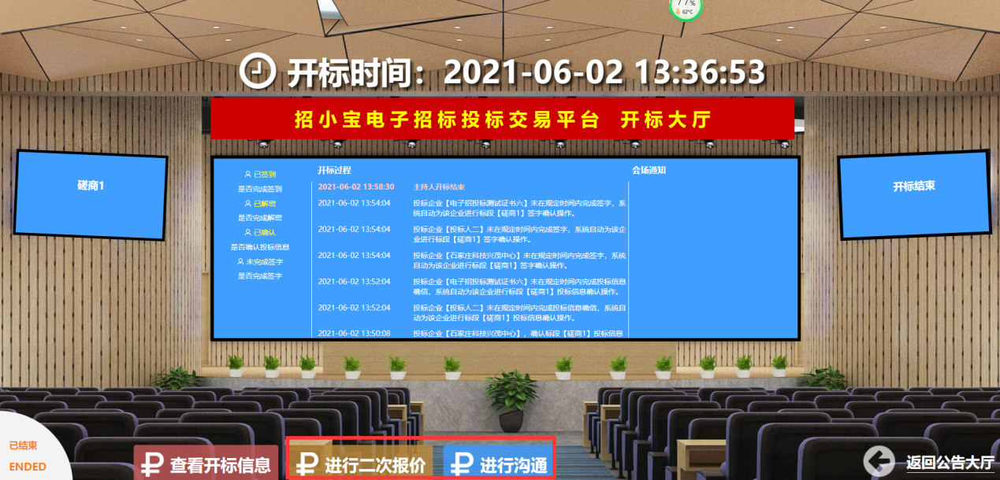 77%
62°C
开标时间：2021-06-02 13:36:53
招小宝电子招标投标交易平台 开标大厅
磋商1
已签到
是否完成签到
已解密
是否完成解密
已确认
是否确认投标信息
未完成签字
是否完成签字
开标过程
2021-06-02 13:58:30 主持人开标结束
2021-06-02 13:54:04 投标企业【电子招投标测试证书六】未在规定时间内完成签字，系
统自动为该企业进行标段【磋商1】签字确认操作。
2021-06-02 13:54:04 投标企业【投标人二】未在规定时间内完成签字，系统自动为该企
业进行标段【磋商1】签字确认操作。
2021-06-02 13:54:04 投标企业【石家庄科技兴茂中心】未在规定时间内完成签字，系统
自动为该企业进行标段【磋商1】签字确认操作。
2021-06-02 13:52:04 投标企业【电子招投标测试证书六】未在规定时间内完成投标信息
确信，系统自动为该企业进行标段【磋商1】投标信息确认操作。
2021-06-02 13:52:04 投标企业【投标人二】未在规定时间内完成投标信息确信，系统自
动为该企业进行标段【磋商1】投标信息确认操作。
2021-06-02 13:50:08 投标企业【石家庄科技兴茂中心】，确认标段【磋商1】投标信息
会场通知
开标结束
已结束
ENDED
查看开标信息
进行二次报价
进行沟通
返回公告大厅